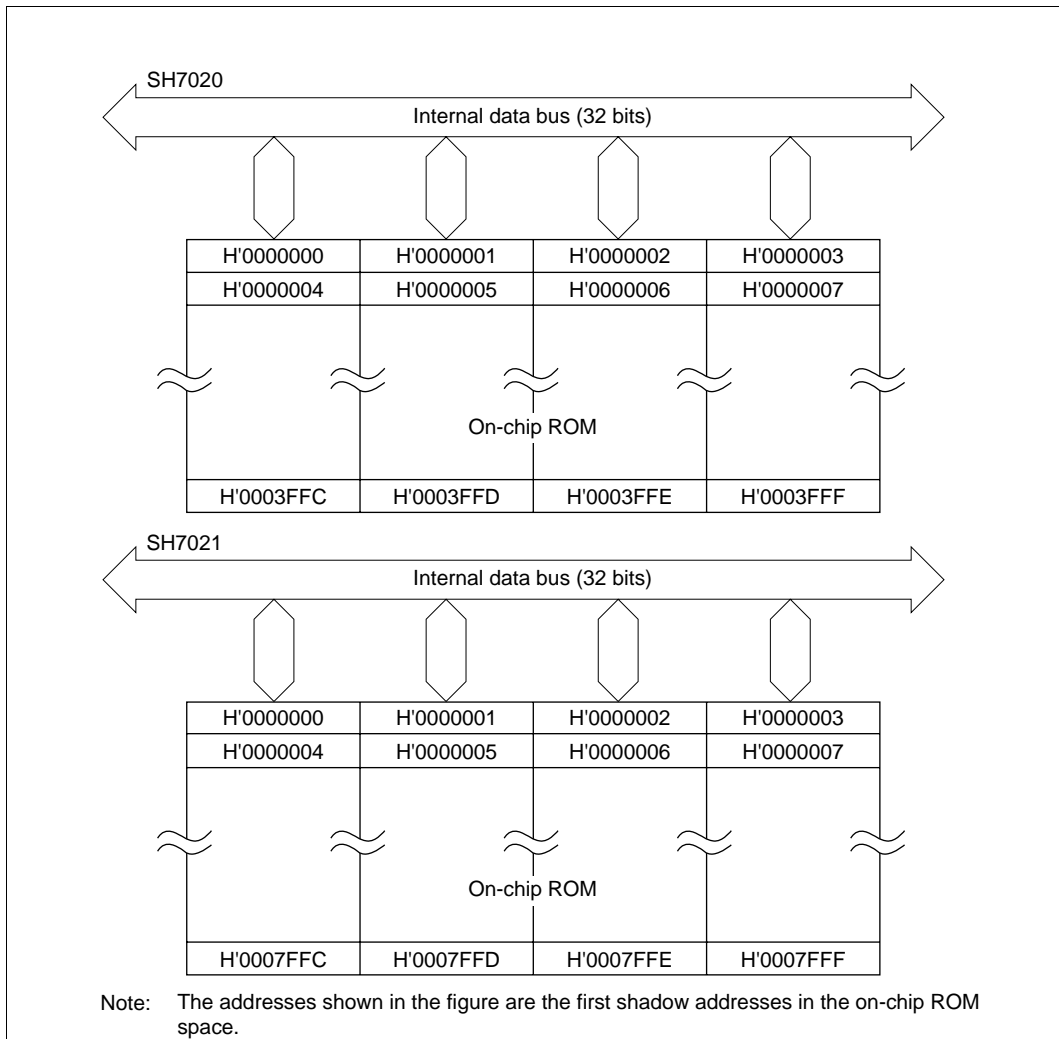 SH7020
Internal data bus (32 bits)
H'0000000 H'0000001 H'0000002 H'0000003
H'0000004 H'0000005 H'0000006 H'0000007
On-chip ROM
H'0003FFC H'0003FFD H'0003FFE H'0003FFF
SH7021
Internal data bus (32 bits)
H'0000000 H'0000001 H'0000002 H'0000003
H'0000004 H'0000005 H'0000006 H'0000007
On-chip ROM
H'0007FFC H'0007FFD H'0007FFE H'0007FFF
Note: The addresses shown in the figure are the first shadow addresses in the on-chip ROM
space.